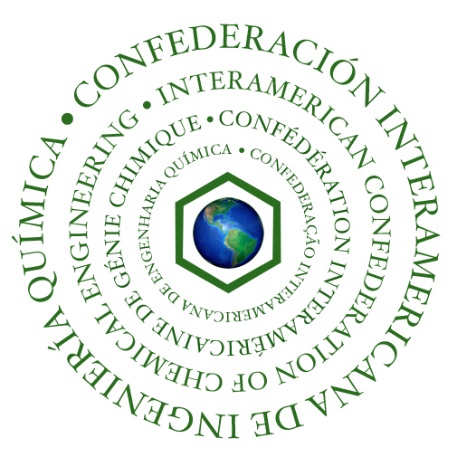 CONFEDERACIÓN INTERAMERICANA DE INGENIERÍA QUÍMICA •
INTERAMERICAN CONFEDERATION OF CHEMICAL ENGINEERING •
CONFÉDÉRATION INTERAMÉRICAINE DE GÉNIE CHIMIQUE •
CONFEDERAÇÃO INTERAMERICANA DE ENGENHARIA QUÍMICA •